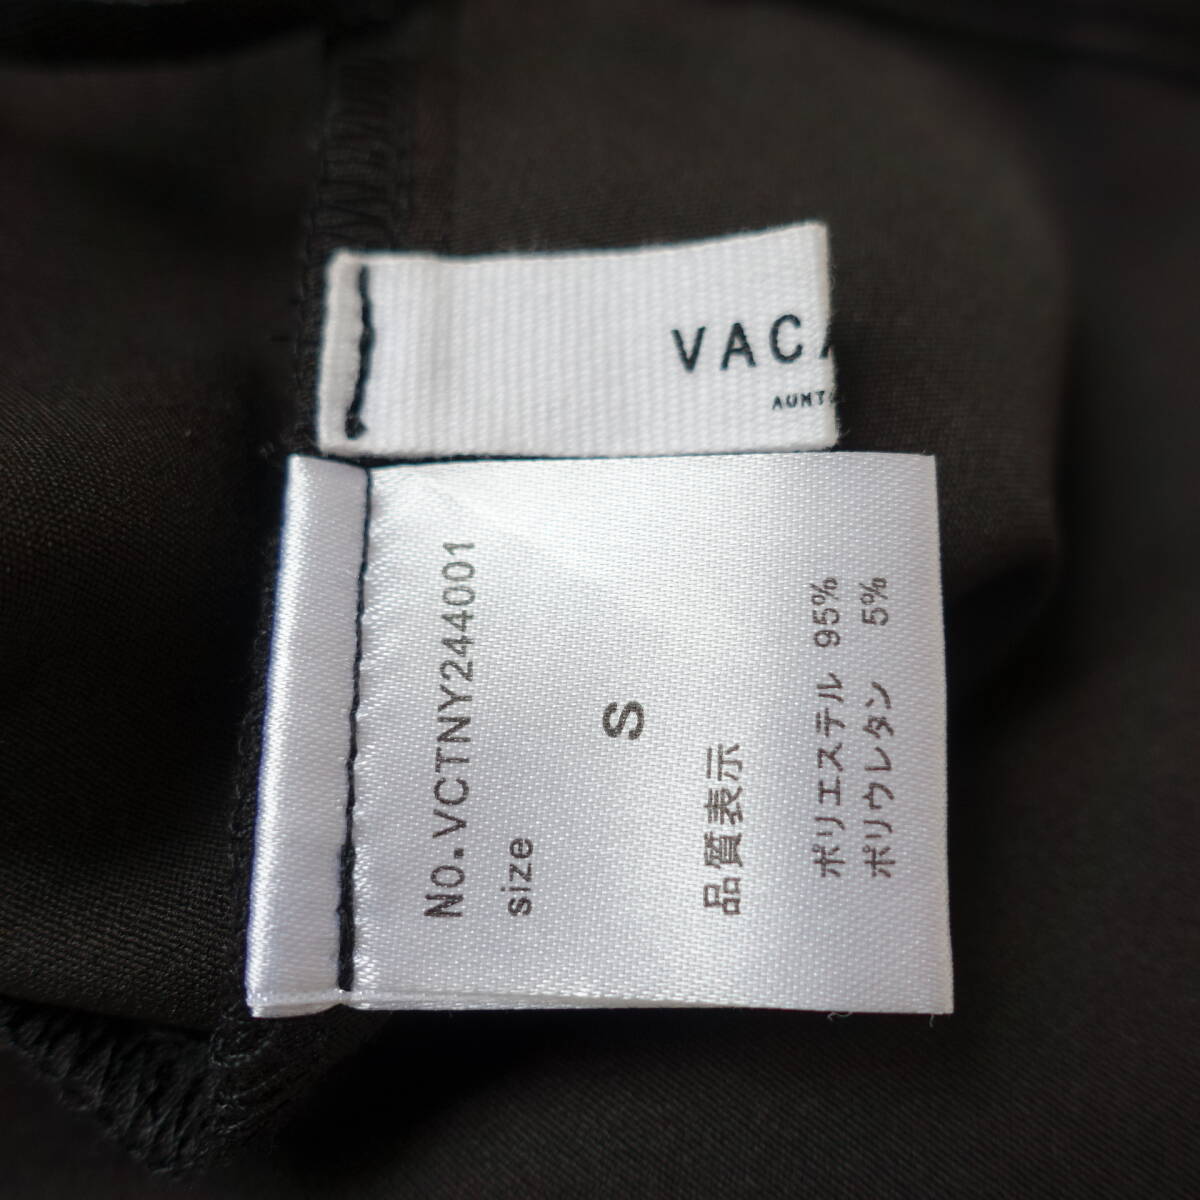 VACA
AUNT
No.VCTNY244001
size
S
品質表示
ポリエステル 95%
ポリウレタン 5%